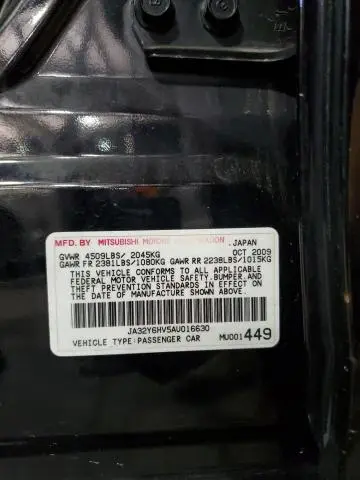 MFD.BY MITSUBISHI MOTORS CORPORATION, JAPAN
GVWR 4509LBS/ 2045KG OCT 2009
GAWR FR 2381LBS/1080KG GAWR RR 2238LBS/1015KG
THIS VEHICLE CONFORMS TO ALL APPLICABLE
FEDERAL MOTOR VEHICLE SAFETY,BUMPER,AND
THEFT PREVENTION STANDARDS IN EFFECT ON
THE DATE OF MANUFACTURE SHOWN ABOVE.
JA32Y6HV5AU016630
VEHICLE TYPE:PASSENGER CAR MU001449